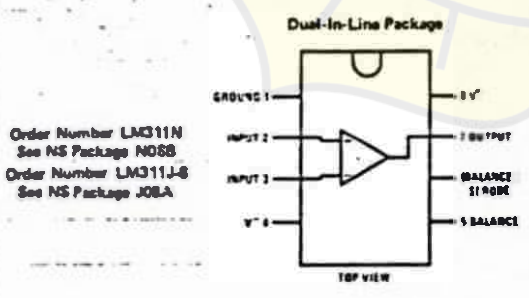 Dual-In-Line Package
GROUND 1
8 V+
Order Number LM311N
See NS Package N08B
INPUT 2
7 OUTPUT
Order Number LM311J-8
See NS Package J08A
INPUT 3
BALANCE
STROBE
V- 4
5 BALANCE
TOP VIEW